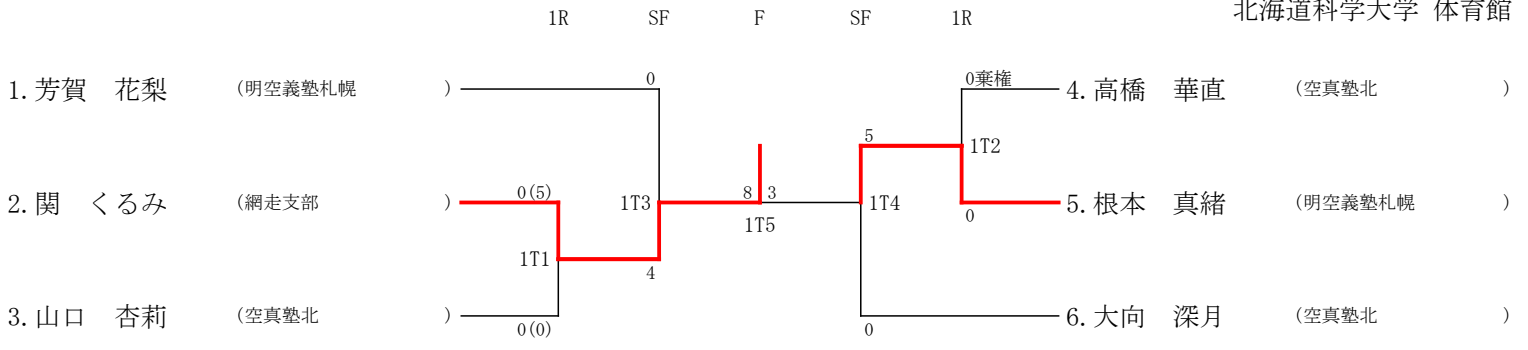 北海道科学大学 体育館
1R SF F SF 1R
1. 芳賀 花梨 (明空義塾札幌 ) 0 0棄権 4. 高橋 華直 (空真塾北 )
5 1T2
2. 関 くるみ (網走支部 ) 0(5) 1T3 8 3 1T4 5. 根本 真緒 (明空義塾札幌 )
1T5 0
1T1 4
3. 山口 杏莉 (空真塾北 ) 0(0) 0 6. 大向 深月 (空真塾北 )